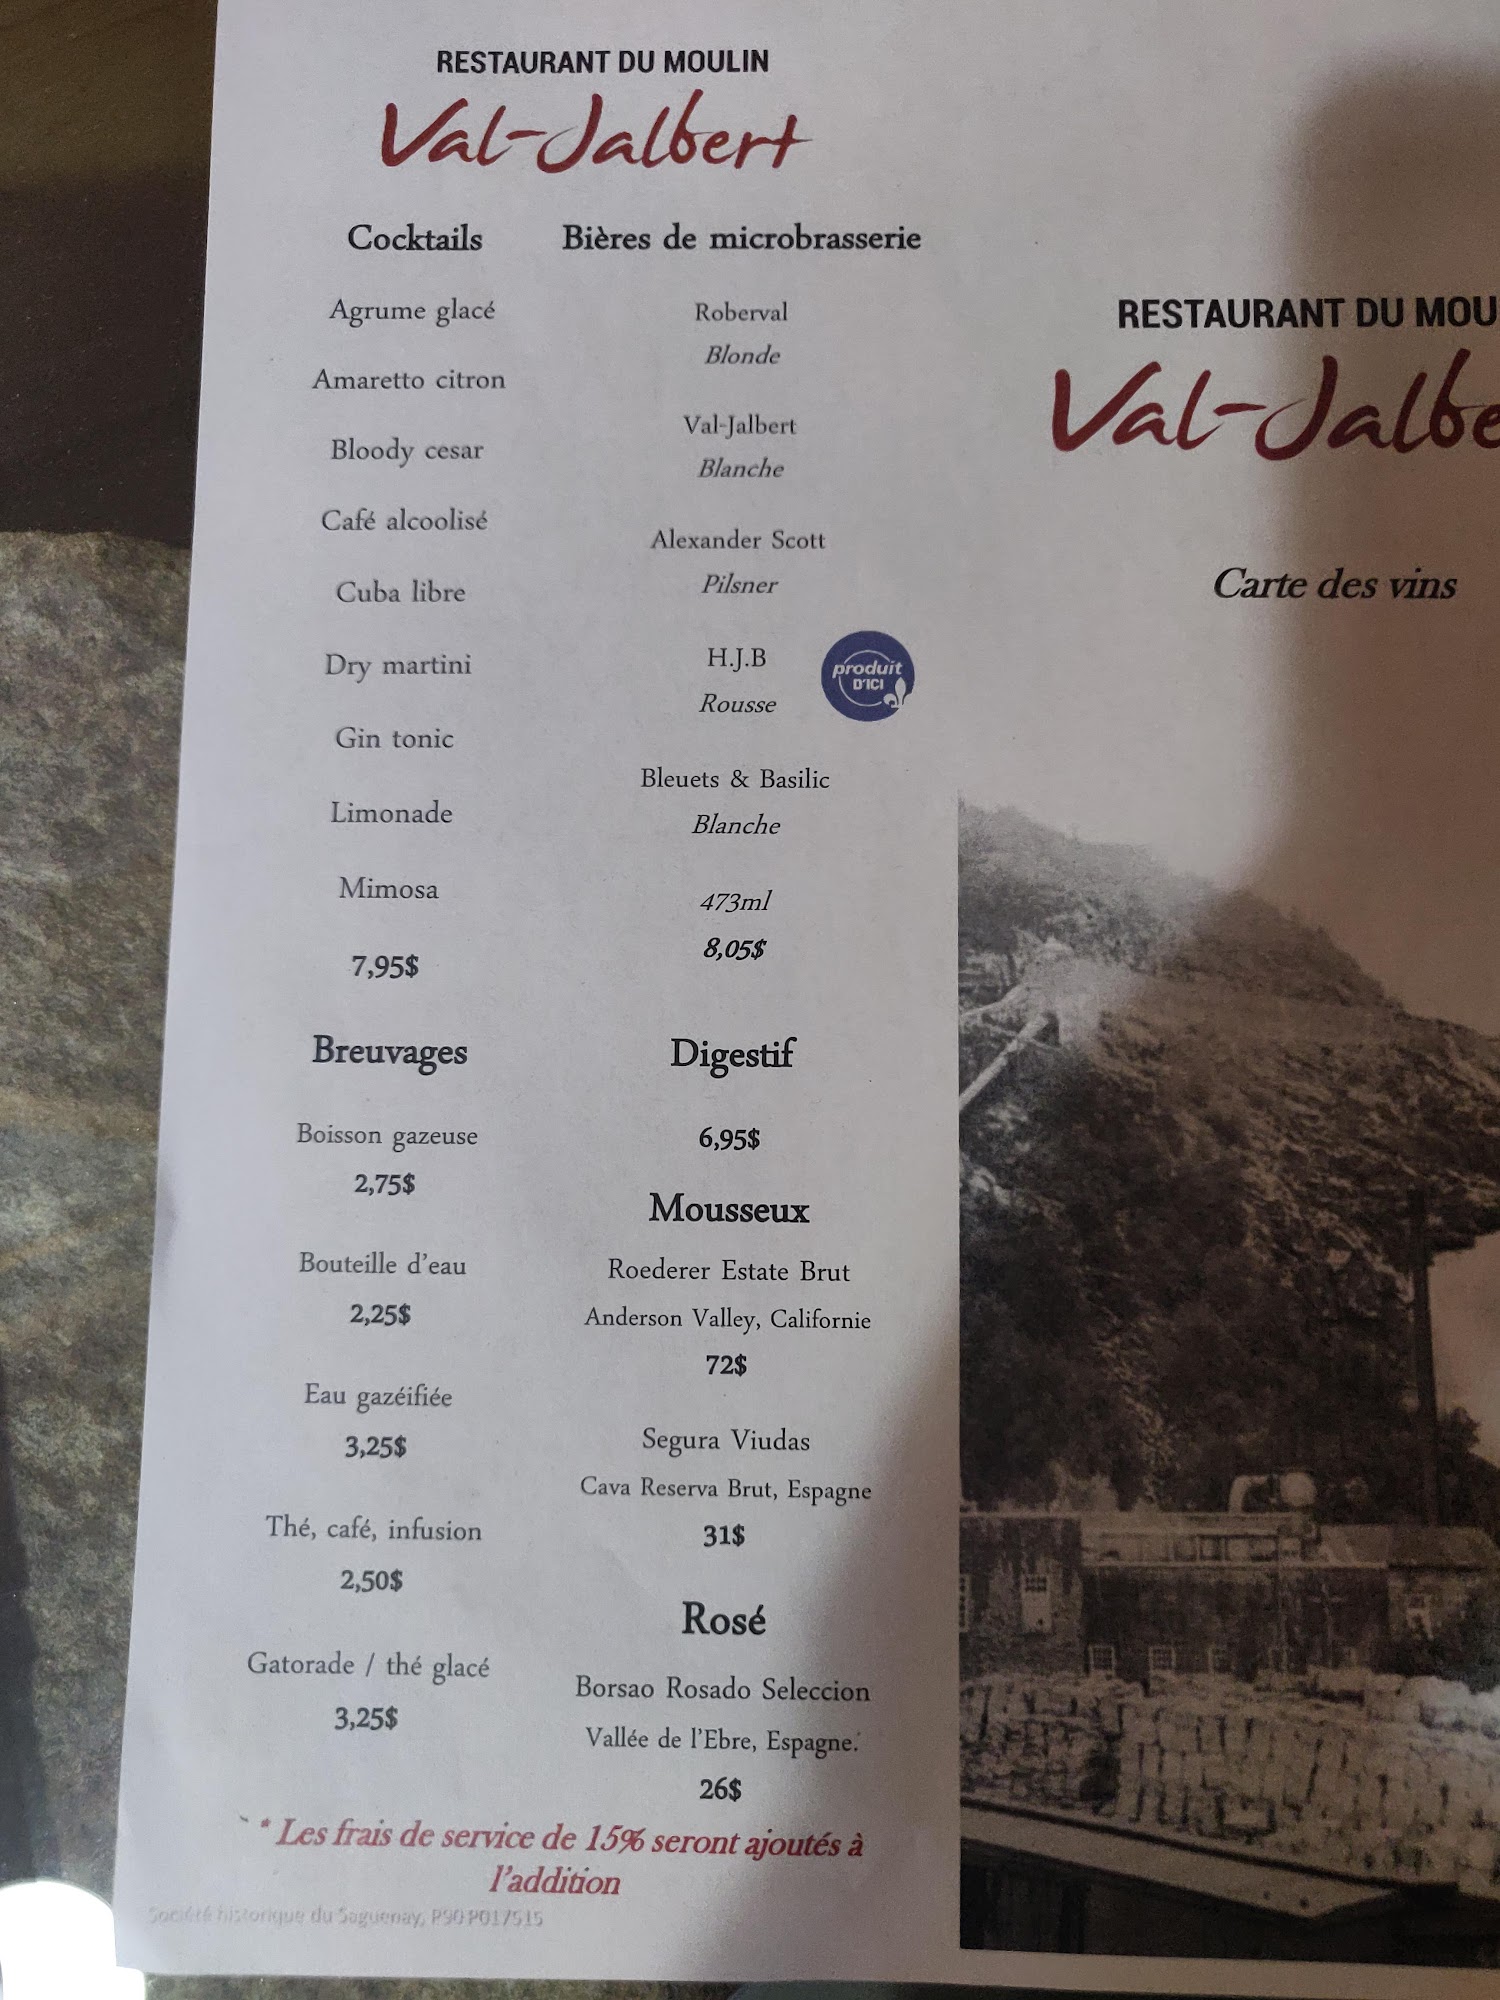 RESTAURANT DU MOULIN
Val-Jalbert
Cocktails
Agrume glacé
Amaretto citron
Bloody cesar
Café alcoolisé
Cuba libre
Dry martini
Gin tonic
Limonade
Mimosa
7,95$
Breuvages
Boisson gazeuse
2,75$
Bouteille d'eau
2,25$
Eau gazéifiée
3,25$
Thé, café, infusion
2,50$
Gatorade / thé glacé
3,25$
Bières de microbrasserie
Roberval
Blonde
Val-Jalbert
Blanche
Alexander Scott
Pilsner
H.J.B
Rousse
produit
D'ICI
Bleuets & Basilic
Blanche
473ml
8,05$
Digestif
6,95$
Mousseux
Roederer Estate Brut
Anderson Valley, Californie
72$
Segura Viudas
Cava Reserva Brut, Espagne
31$
Rosé
Borsao Rosado Seleccion
Vallée de l'Ebre, Espagne.
26$
* Les frais de service de 15% seront ajoutés à
l'addition
Société historique du Saguenay, P90 P017515
RESTAURANT DU MOU
Val-Jalbe
Carte des vins